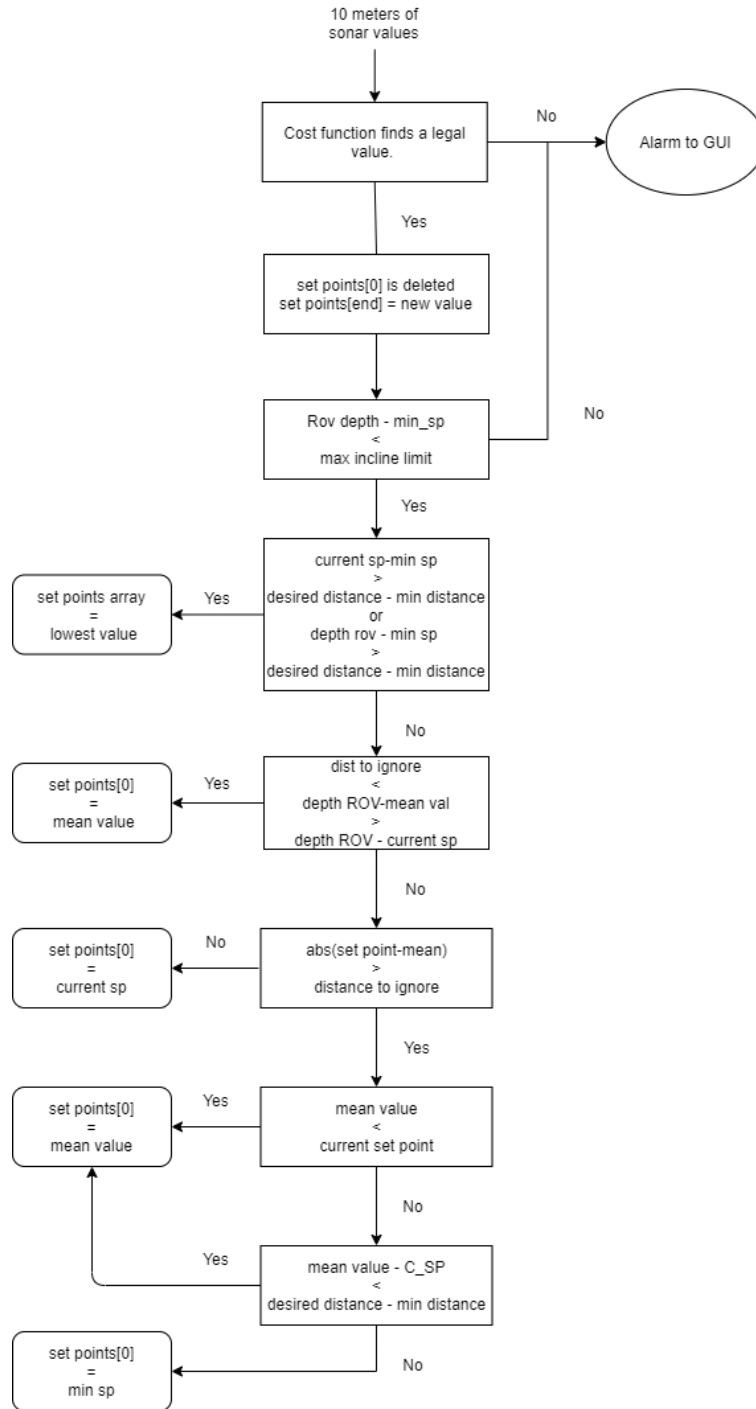 10 meters of
sonar values
Cost function finds a legal
value.
No
Alarm to GUI
Yes
set points[0] is deleted
set points[end] = new value
Rov depth - min_sp
<
max incline limit
No
Yes
current sp-min sp
>
desired distance - min distance
or
depth rov - min sp
>
desired distance - min distance
Yes
set points array
=
lowest value
No
dist to ignore
<
depth ROV-mean val
>
depth ROV - current sp
Yes
set points[0]
=
mean value
No
abs(set point-mean)
>
distance to ignore
No
set points[0]
=
current sp
Yes
mean value
<
current set point
Yes
set points[0]
=
mean value
No
mean value - C_SP
<
desired distance - min distance
Yes
No
set points[0]
=
min sp